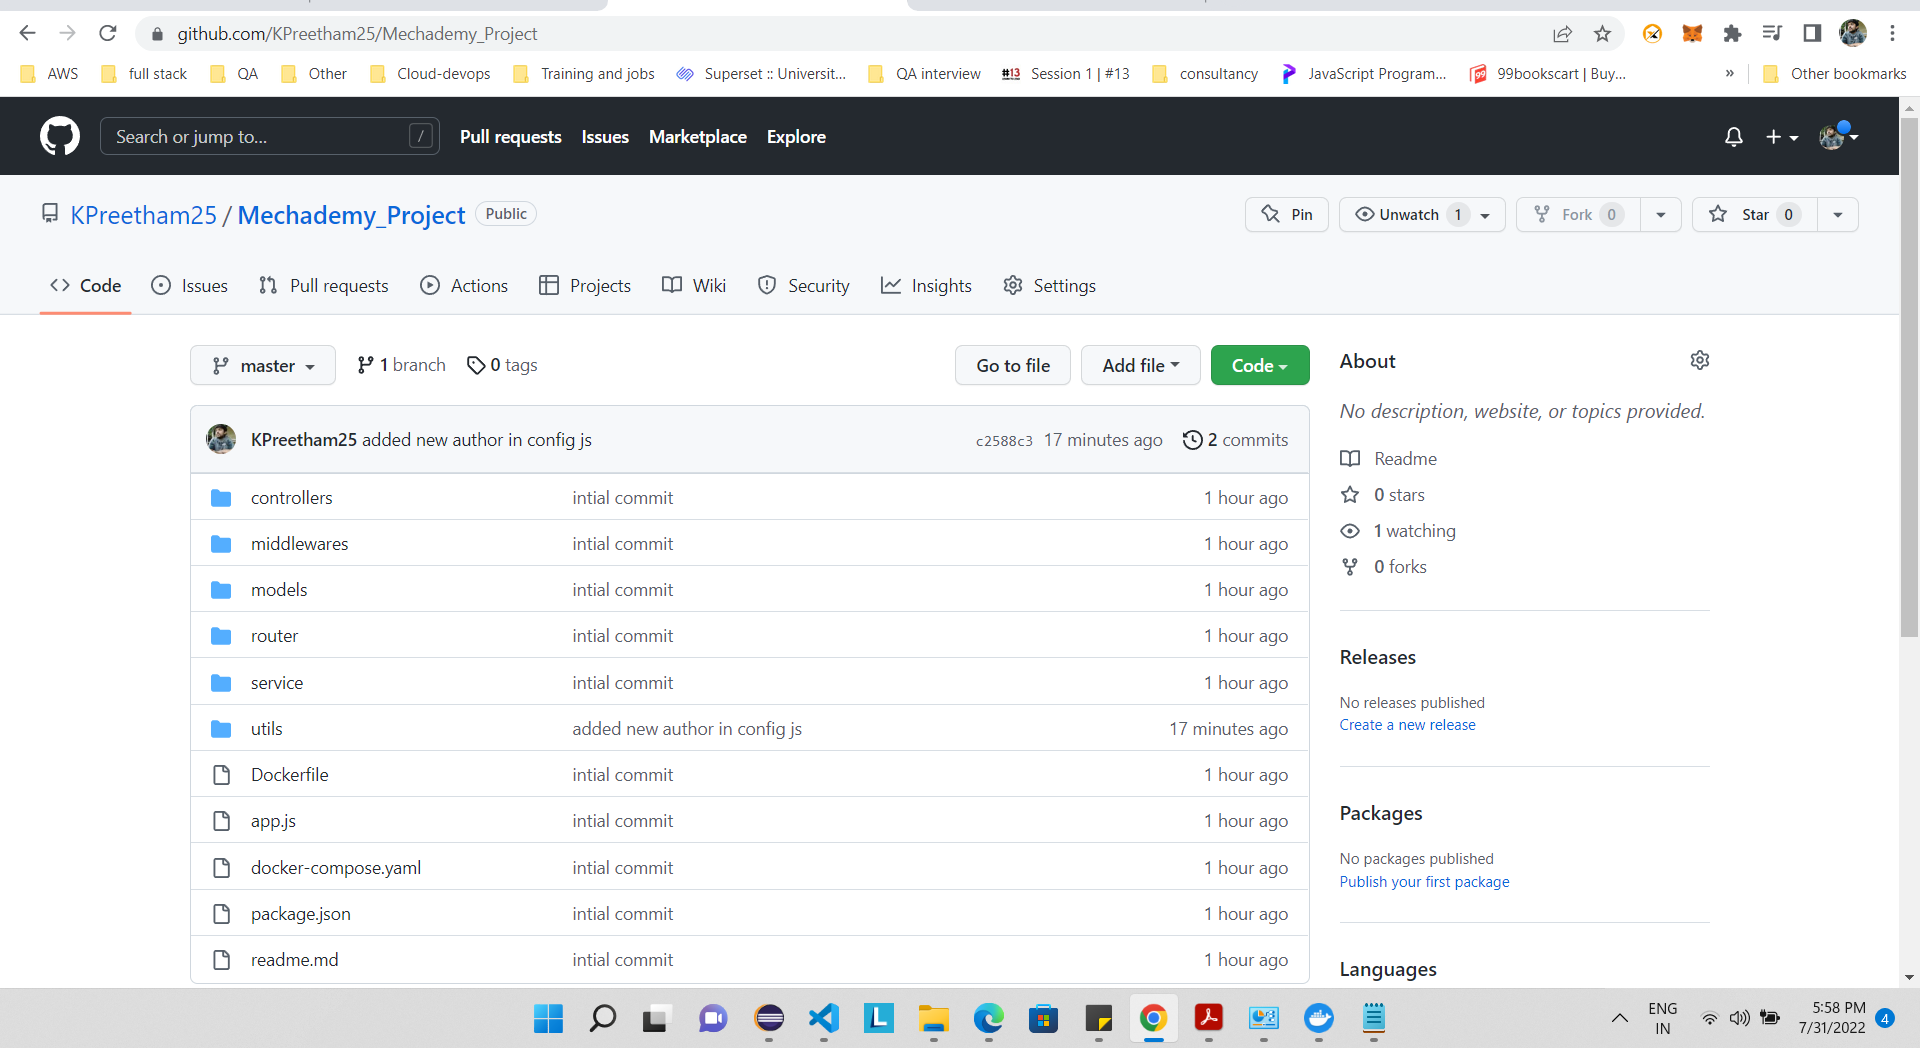 github.com/KPreetham25/Mechademy_Project
AWS full stack QA Other Cloud-devops Training and jobs Superset :: Universit... QA interview #13 Session 1 | #13 consultancy JavaScript Program... 99 99bookscart | Buy... » Other bookmarks
Search or jump to... / Pull requests Issues Marketplace Explore
KPreetham25 / Mechademy_Project Public Pin Unwatch 1 Fork 0 Star 0
Code Issues Pull requests Actions Projects Wiki Security Insights Settings
master 1 branch 0 tags Go to file Add file Code
KPreetham25 added new author in config js c2588c3 17 minutes ago 2 commits
controllers intial commit 1 hour ago
middlewares intial commit 1 hour ago
models intial commit 1 hour ago
router intial commit 1 hour ago
service intial commit 1 hour ago
utils added new author in config js 17 minutes ago
Dockerfile intial commit 1 hour ago
app.js intial commit 1 hour ago
docker-compose.yaml intial commit 1 hour ago
package.json intial commit 1 hour ago
readme.md intial commit 1 hour ago
About
No description, website, or topics provided.
Readme
0 stars
1 watching
0 forks
Releases
No releases published
Create a new release
Packages
No packages published
Publish your first package
Languages
L
ENG
IN
5:58 PM
7/31/2022
4